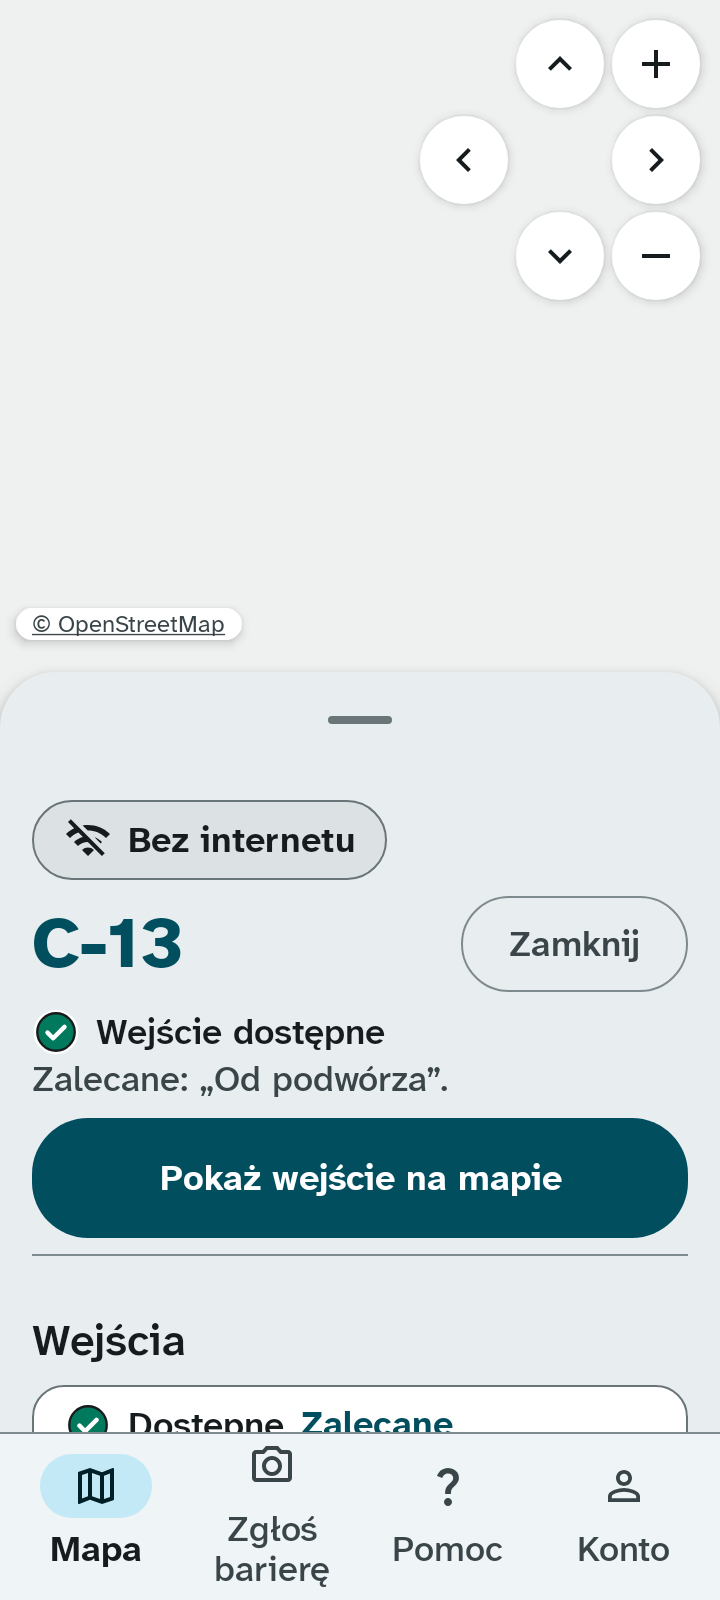 © OpenStreetMap
Bez internetu
C-13
Zamknij
Wejście dostępne
Zalecane: „Od podwórza”.
Pokaż wejście na mapie
Wejścia
Dostępne Zalecane
Mapa
Zgłoś
barierę
Pomoc
Konto